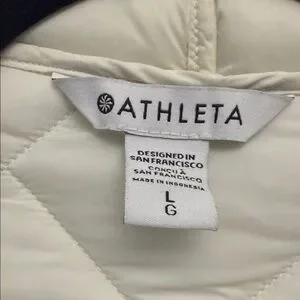 ATHLETA
DESIGNED IN
SAN FRANCISCO
CONÇU À
SAN FRANCISCO
MADE IN INDONESIA
L
G